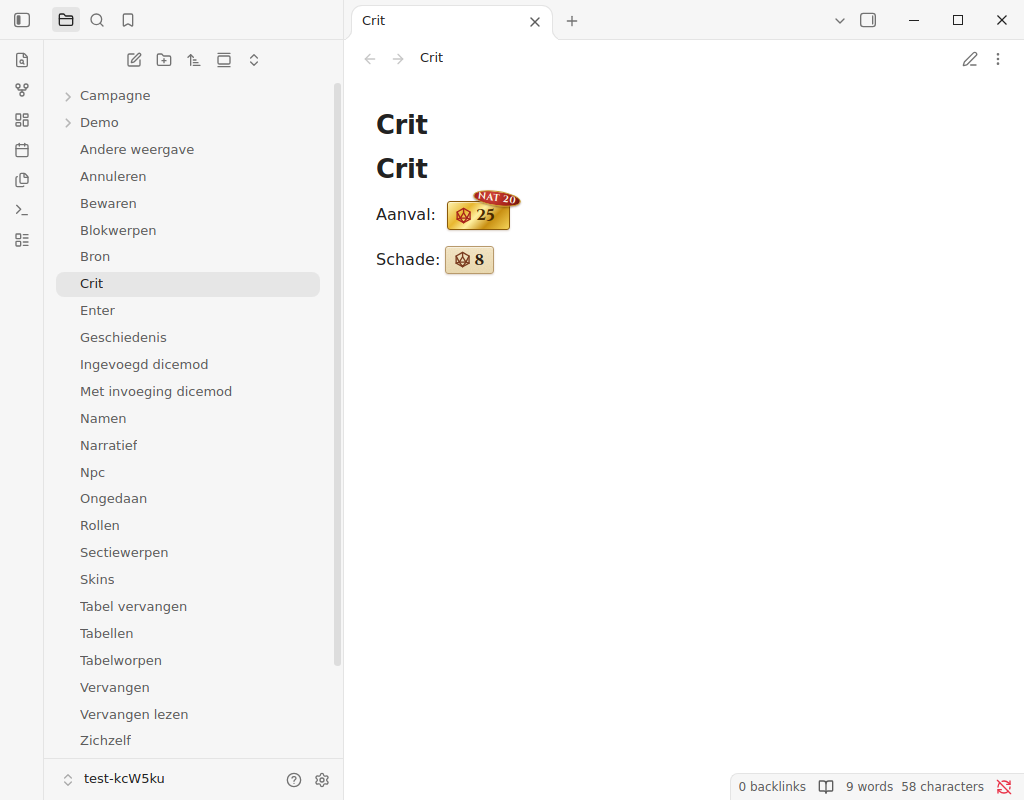 Crit
Crit
Campagne
Demo
Andere weergave
Annuleren
Bewaren
Blokwerpen
Bron
Crit
Enter
Geschiedenis
Ingevoegd dicemod
Met invoeging dicemod
Namen
Narratief
Npc
Ongedaan
Rollen
Sectiewerpen
Skins
Tabel vervangen
Tabellen
Tabelworpen
Vervangen
Vervangen lezen
Zichzelf
test-kcW5ku
Crit
Crit
NAT 20
Aanval: 25
Schade: 8
0 backlinks 9 words 58 characters